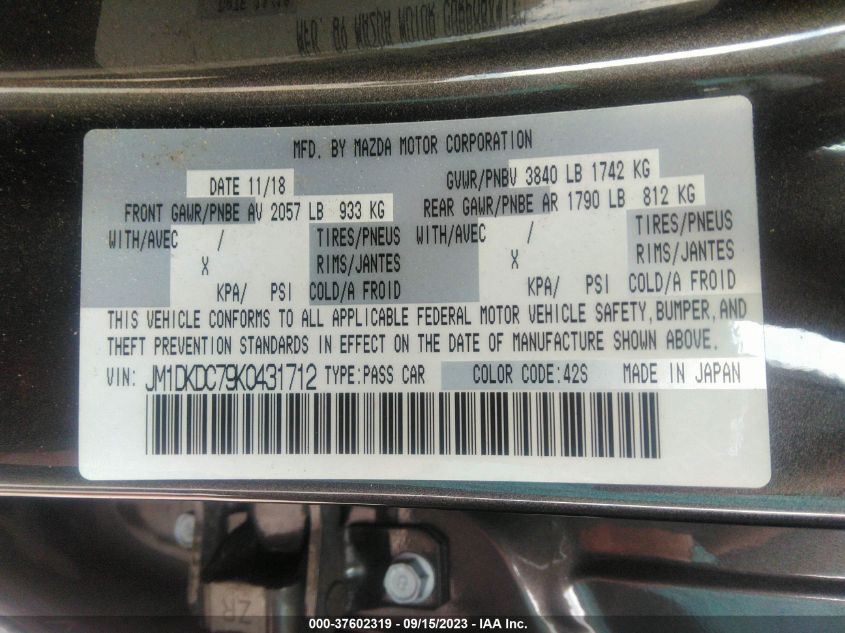 MFD. BY MAZDA MOTOR CORPORATION
DATE 11/18 GVWR/PNBV 3840 LB 1742 KG
FRONT GAWR/PNBE AV 2057 LB 933 KG REAR GAWR/PNBE AR 1790 LB 812 KG
WITH/AVEC / TIRES/PNEUS WITH/AVEC / TIRES/PNEUS
X RIMS/JANTES X RIMS/JANTES
KPA/ PSI COLD/A FROID KPA/ PSI COLD/A FROID
THIS VEHICLE CONFORMS TO ALL APPLICABLE FEDERAL MOTOR VEHICLE SAFETY, BUMPER, AND
THEFT PREVENTION STANDARDS IN EFFECT ON THE DATE OF MANUFACTURE SHOWN ABOVE.
VIN: JM1DKDC79K0431712 TYPE:PASS CAR COLOR CODE:42S MADE IN JAPAN
000-37602319 - 09/15/2023 - IAA Inc.